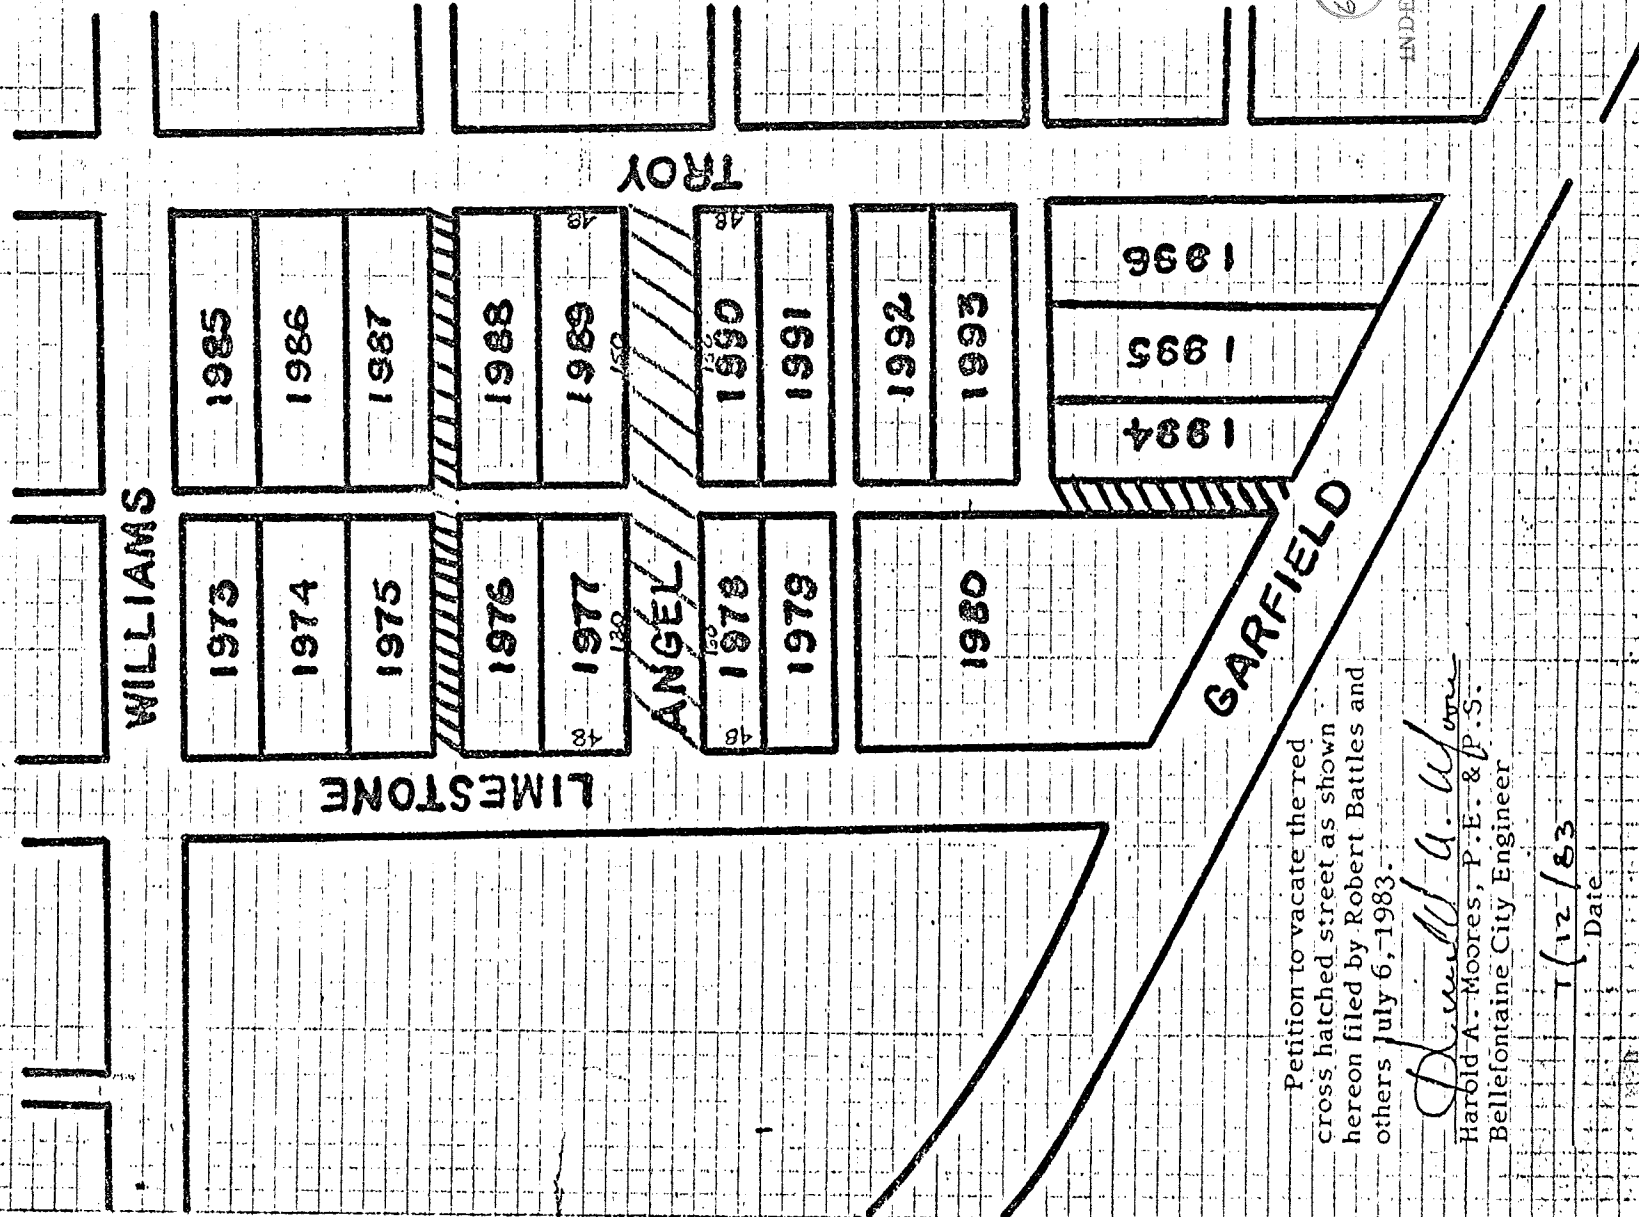 TROY
WILLIAMS
1985
1986
1987
1988
1989
1990
1991
1992
1993
1996
1995
1994
48
48
150
150
1973
1974
1975
1976
1977
1978
1979
1980
130
130
48
48
ANGEL
LIMESTONE
GARFIELD
Petition to vacate the red
cross hatched street as shown
hereon filed by Robert Battles and
others July 6, 1983.
Harold A. Moores, P.E. & P.S.
Bellefontaine City Engineer
7/12/83
Date
INDE